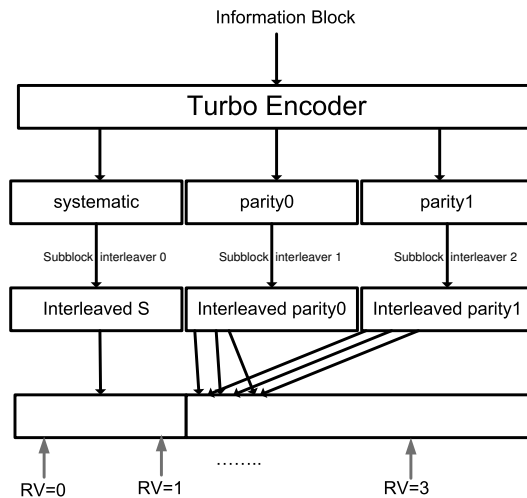 Information Block
Turbo Encoder
systematic parity0 parity1
Subblock interleaver 0 Subblock interleaver 1 Subblock interleaver 2
Interleaved S Interleaved parity0 Interleaved parity1
........
RV=0 RV=1 RV=3